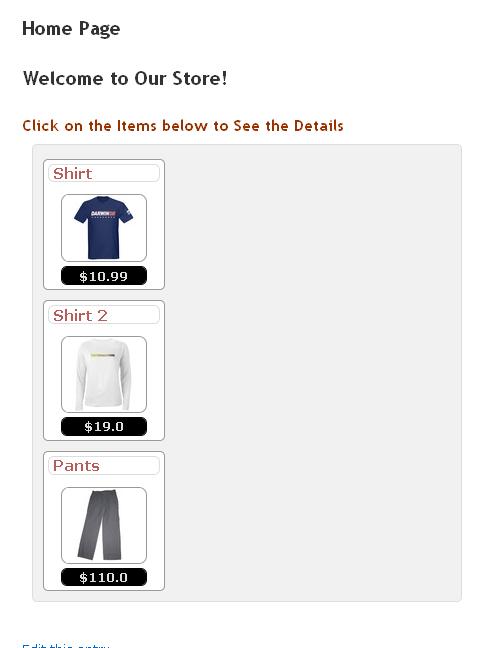 Home Page
Welcome to Our Store!
Click on the Items below to See the Details
Shirt
DARWIN
$10.99
Shirt 2
$19.0
Pants
$110.0
Edit this entry